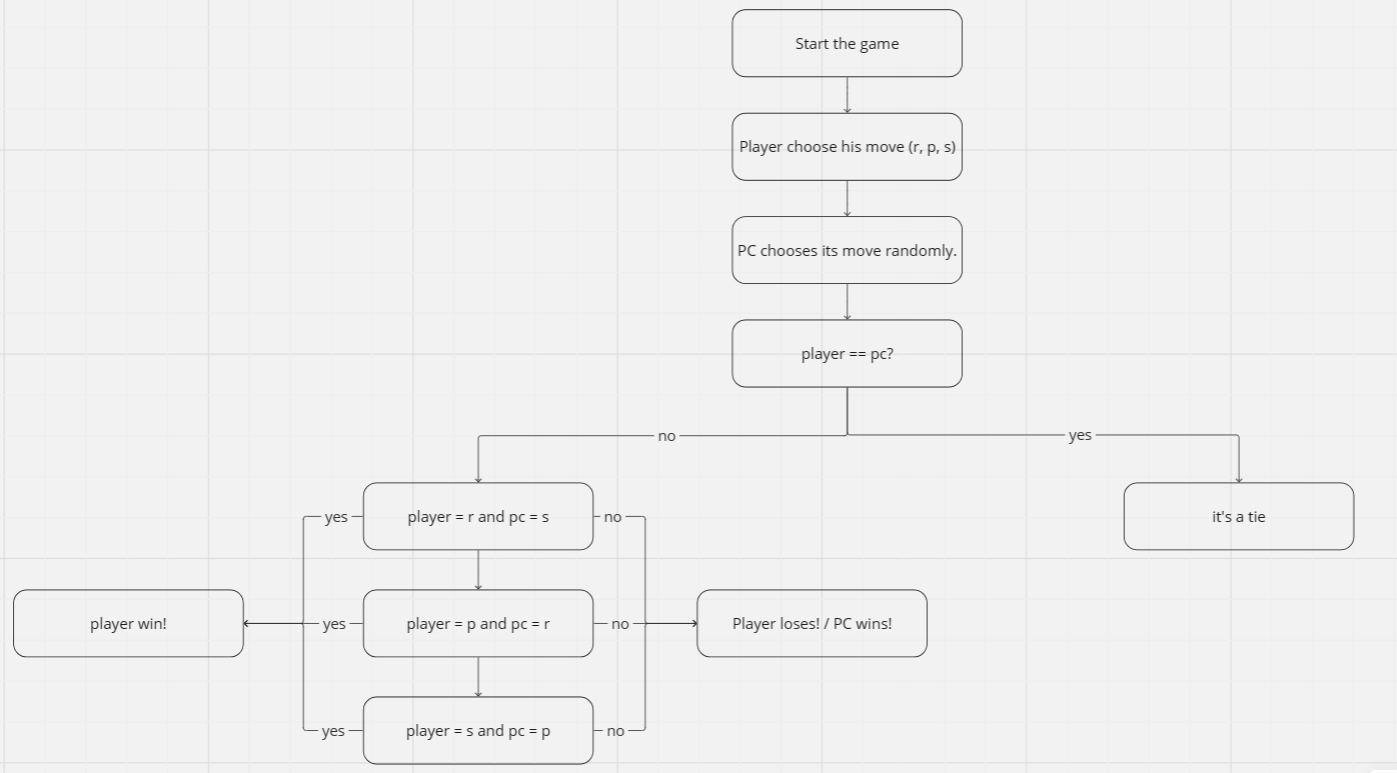 Start the game
Player choose his move (r, p, s)
PC chooses its move randomly.
player == pc?
no
yes
yes
player = r and pc = s
no
it's a tie
player win!
yes
player = p and pc = r
no
Player loses! / PC wins!
yes
player = s and pc = p
no